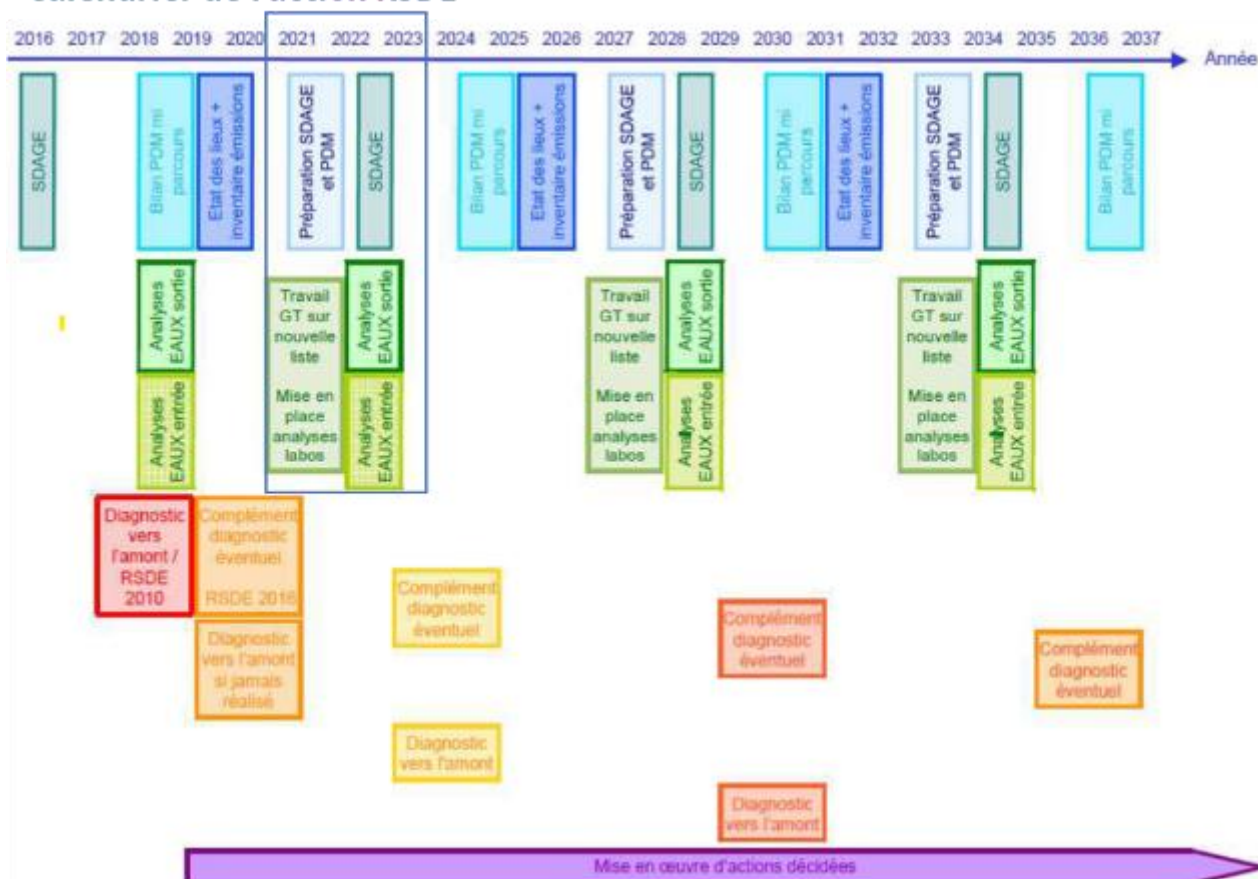 calendrier de l'action RSDE
2016 2017 2018 2019 2020 2021 2022 2023 2024 2025 2026 2027 2028 2029 2030 2031 2032 2033 2034 2035 2036 2037
Année
SDAGE
Bilan PDM mi
parcours
Etat des lieux +
inventaire émissions
Préparation SDAGE
et PDM
SDAGE
Bilan PDM mi
parcours
Etat des lieux +
inventaire émissions
Préparation SDAGE
et PDM
SDAGE
Bilan PDM mi
parcours
Etat des lieux +
inventaire émissions
Préparation SDAGE
et PDM
SDAGE
Bilan PDM mi
parcours
Analyses
EAUX sortie
Analyses
EAUX entrée
Travail
GT sur
nouvelle
liste
Mise en
place
analyses
labos
Analyses
EAUX sortie
Analyses
EAUX entrée
Travail
GT sur
nouvelle
liste
Mise en
place
analyses
labos
Analyses
EAUX sortie
Analyses
EAUX entrée
Travail
GT sur
nouvelle
liste
Mise en
place
analyses
labos
Analyses
EAUX sortie
Analyses
EAUX entrée
Diagnostic
vers
l'amont /
RSDE
2010
Complément
diagnostic
éventuel
RSDE 2016
Diagnostic
vers l'amont
si jamais
réalisé
Complément
diagnostic
éventuel
Diagnostic
vers l'amont
Complément
diagnostic
éventuel
Diagnostic
vers l'amont
Complément
diagnostic
éventuel
Mise en œuvre d'actions décidées